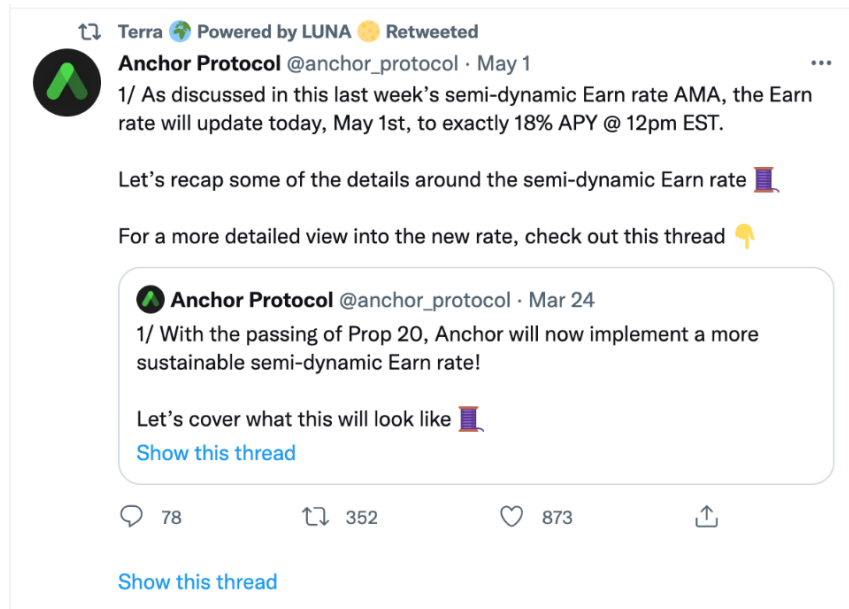 Terra 🌍 Powered by LUNA 🌕 Retweeted
Anchor Protocol @anchor_protocol · May 1
1/ As discussed in this last week’s semi-dynamic Earn rate AMA, the Earn
rate will update today, May 1st, to exactly 18% APY @ 12pm EST.
Let’s recap some of the details around the semi-dynamic Earn rate 🧵
For a more detailed view into the new rate, check out this thread 👇
Anchor Protocol @anchor_protocol · Mar 24
1/ With the passing of Prop 20, Anchor will now implement a more
sustainable semi-dynamic Earn rate!
Let’s cover what this will look like 🧵
Show this thread
78 352 873
Show this thread